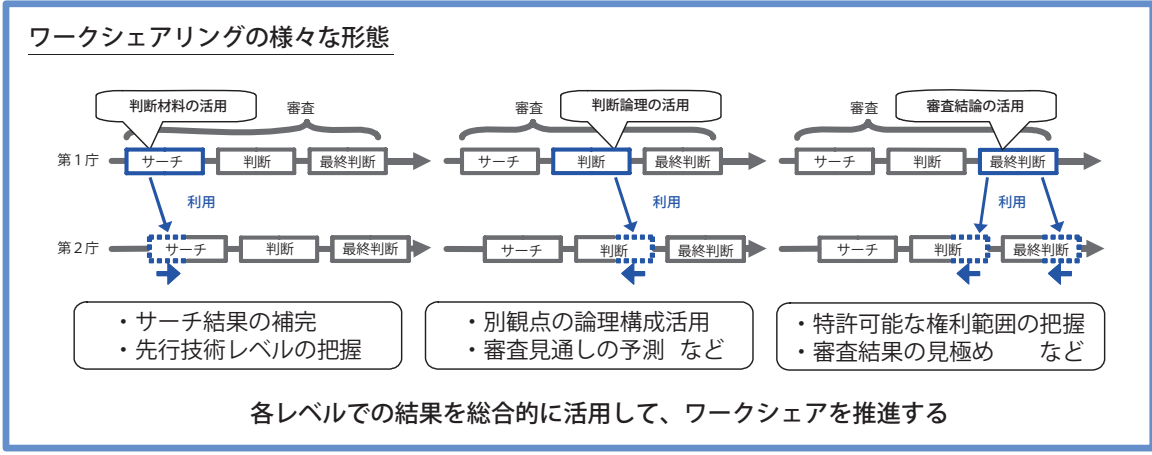 ワークシェアリングの様々な形態
判断材料の活用
審査
第1庁
サーチ
判断
最終判断
利用
第2庁
サーチ
判断
最終判断
・サーチ結果の補完
・先行技術レベルの把握
審査
判断論理の活用
サーチ
判断
最終判断
利用
サーチ
判断
最終判断
・別観点の論理構成活用
・審査見通しの予測 など
審査
審査結論の活用
サーチ
判断
最終判断
利用
サーチ
判断
最終判断
・特許可能な権利範囲の把握
・審査結果の見極め など
各レベルでの結果を総合的に活用して、ワークシェアを推進する